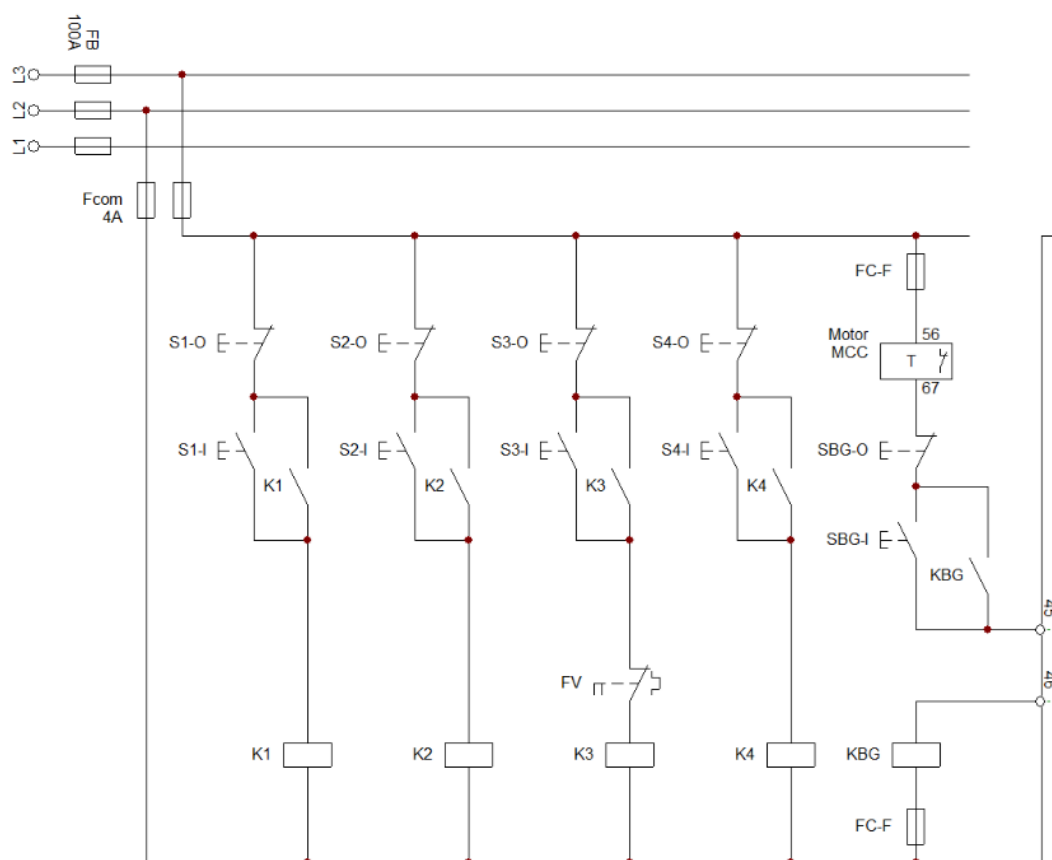 FB
100A
L3
L2
L1
Fcom
4A
FC-F
S1-O
S2-O
S3-O
S4-O
Motor
MCC
56
T
67
S1-I
S2-I
S3-I
S4-I
SBG-O
K1
K2
K3
K4
SBG-I
KBG
45
FV
46
K1
K2
K3
K4
KBG
FC-F